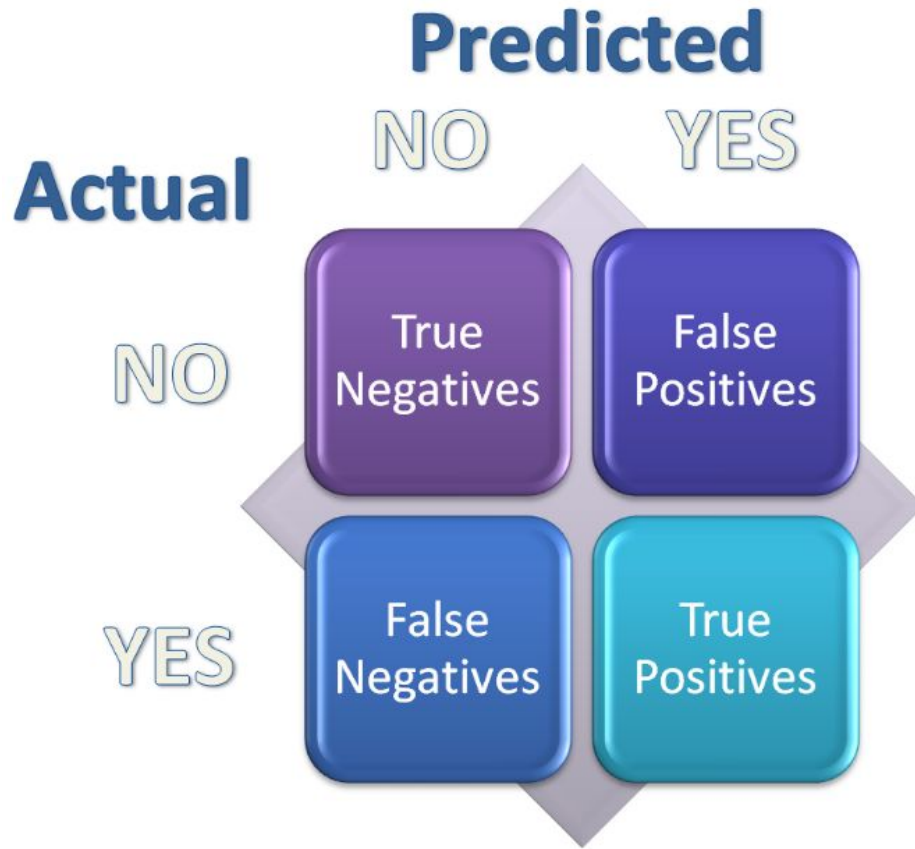 Predicted
NO YES
Actual
NO
True
Negatives
False
Positives
YES
False
Negatives
True
Positives